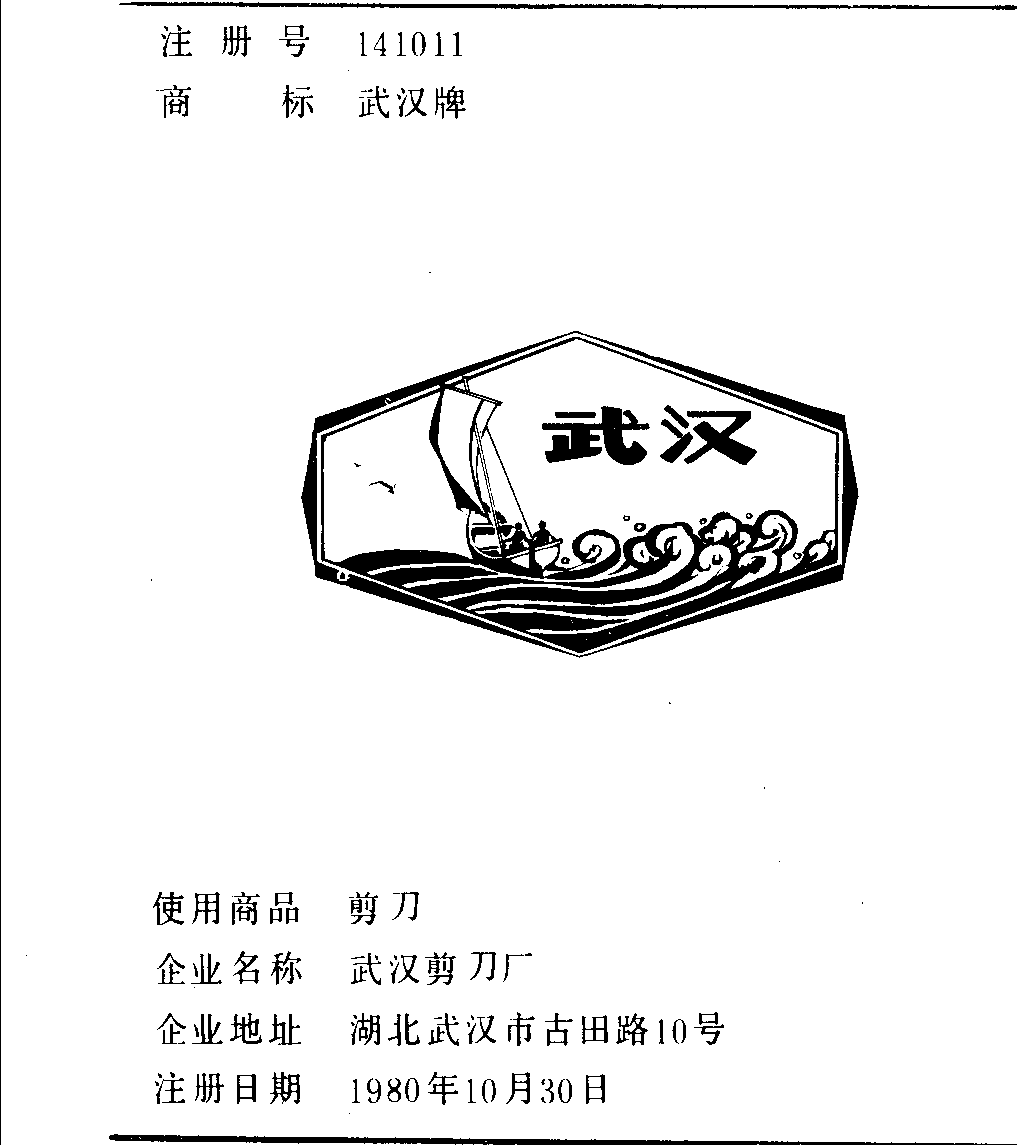 注册号 141011
商标 武汉牌
武汉
使用商品 剪刀
企业名称 武汉剪刀厂
企业地址 湖北武汉市古田路10号
注册日期 1980年10月30日